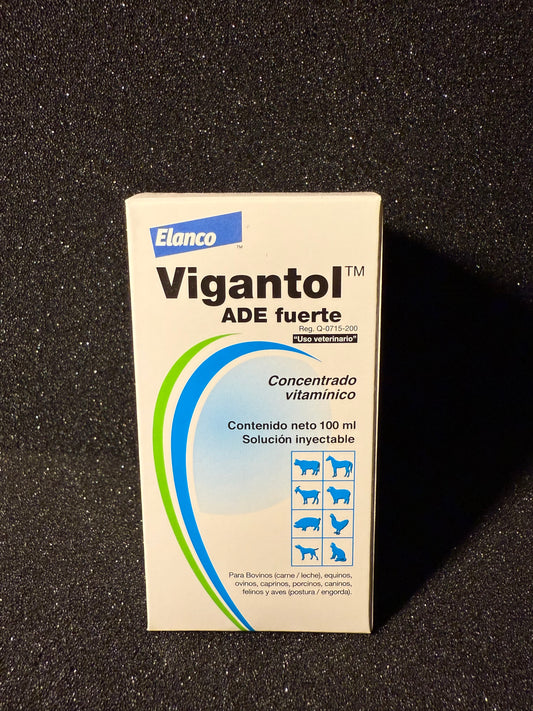 Elanco
TM
Vigantol™
ADE fuerte
Reg. Q-0715-200
"Uso veterinario"
Concentrado
vitamínico
Contenido neto 100 ml
Solución inyectable
Para Bovinos (carne / leche), equinos,
ovinos, caprinos, porcinos, caninos,
felinos y aves (postura / engorda).